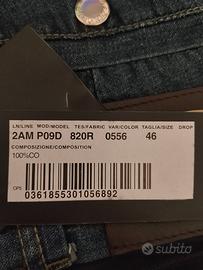 LN/LINE MOD/MODEL TES/FABRIC VAR/COLOR TAGLIA/SIZE DROP
2AM P09D 820R 0556 46
COMPOSIZIONE/COMPOSITION
100%CO
CPS
0361855301056892
subito